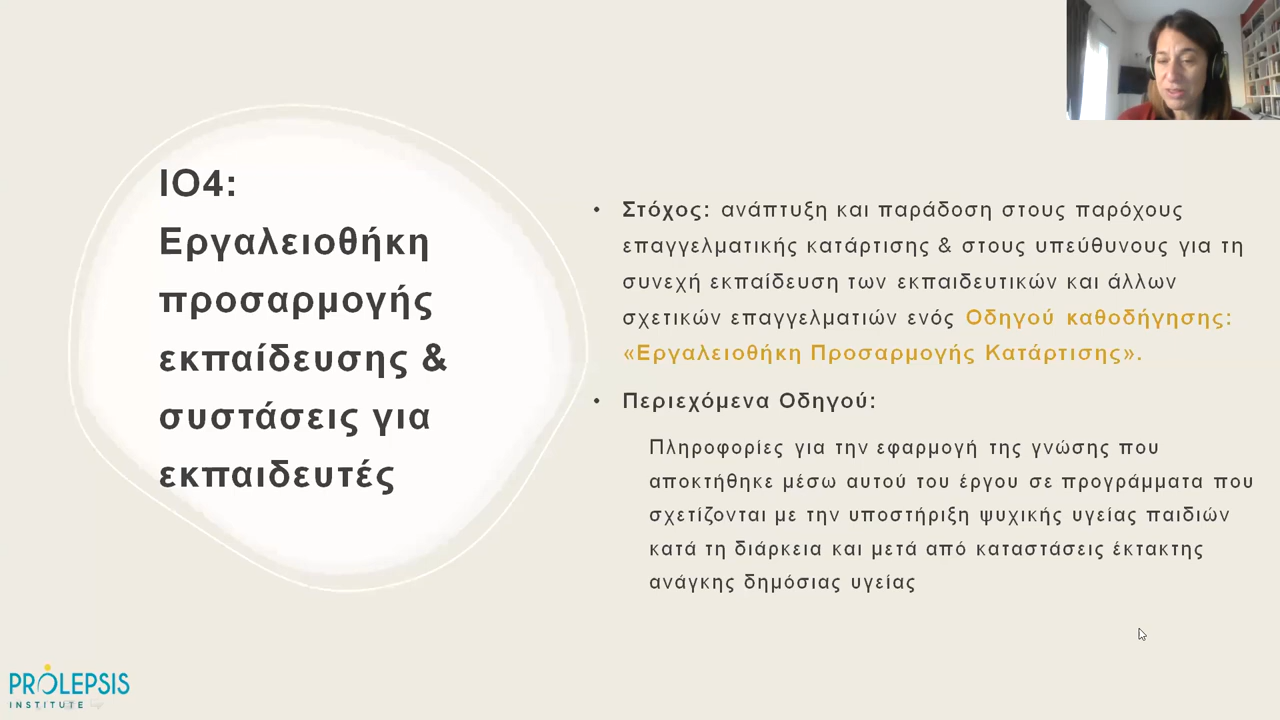 ΙΟ4:
Εργαλειοθήκη
προσαρμογής
εκπαίδευσης &
συστάσεις για
εκπαιδευτές
• Στόχος: ανάπτυξη και παράδοση στους παρόχους
επαγγελματικής κατάρτισης & στους υπεύθυνους για τη
συνεχή εκπαίδευση των εκπαιδευτικών και άλλων
σχετικών επαγγελματιών ενός Οδηγού καθοδήγησης:
«Εργαλειοθήκη Προσαρμογής Κατάρτισης».
• Περιεχόμενα Οδηγού:
Πληροφορίες για την εφαρμογή της γνώσης που
αποκτήθηκε μέσω αυτού του έργου σε προγράμματα που
σχετίζονται με την υποστήριξη ψυχικής υγείας παιδιών
κατά τη διάρκεια και μετά από καταστάσεις έκτακτης
ανάγκης δημόσιας υγείας
PROLEPSIS
INSTITUTE